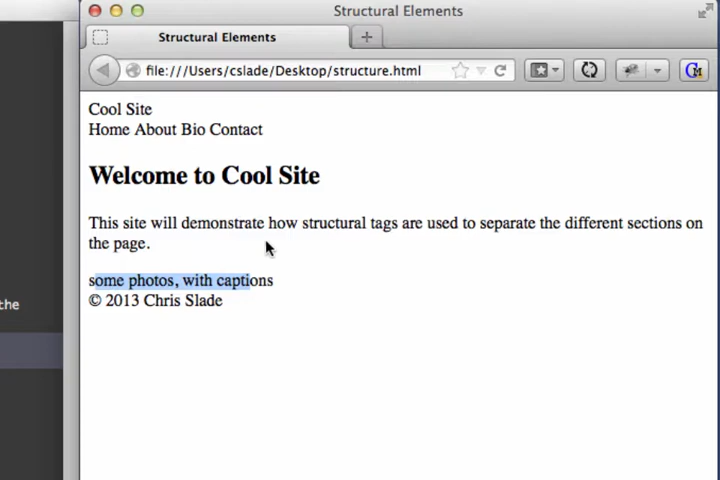 Structural Elements
Structural Elements
file:///Users/cslade/Desktop/structure.html
Cool Site
Home About Bio Contact
Welcome to Cool Site
This site will demonstrate how structural tags are used to separate the different sections on
the page.
some photos, with captions
© 2013 Chris Slade
the